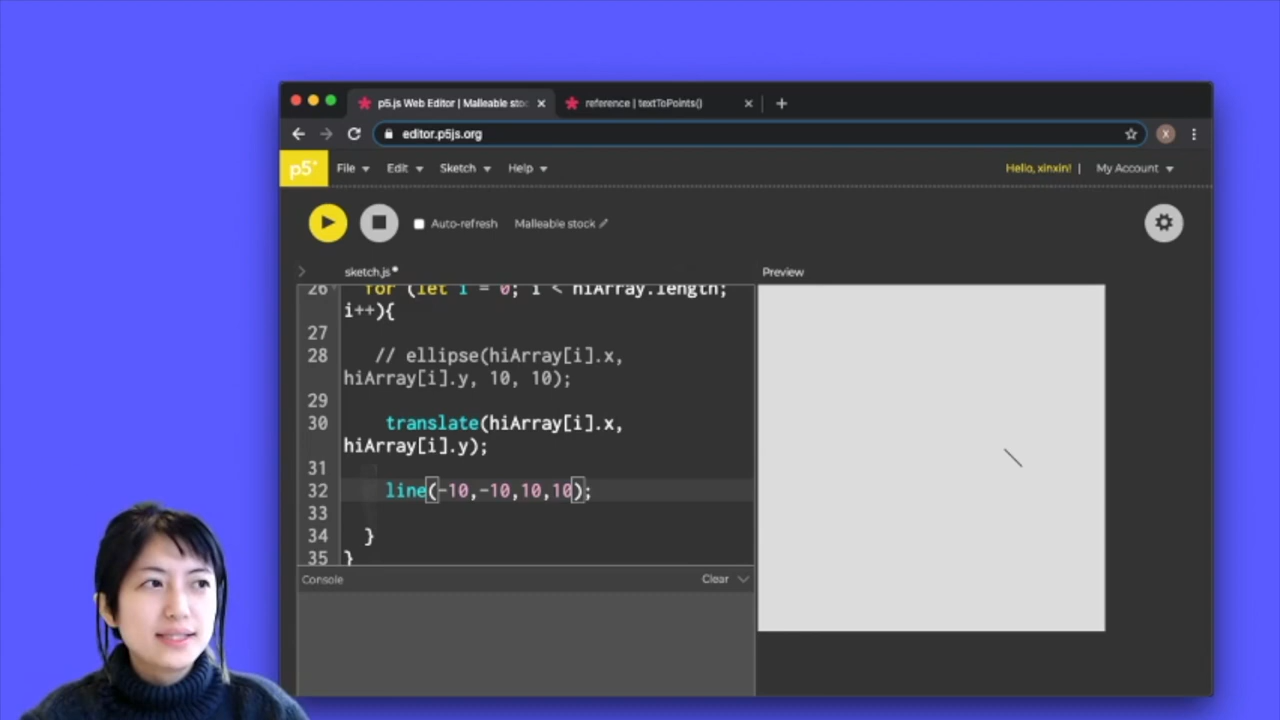 p5.js Web Editor | Malleable sto
reference | textToPoints()
editor.p5js.org
X
p5*
File
Edit
Sketch
Help
Hello, xinxin! |
My Account
Auto-refresh
Malleable stock
sketch.js
Preview
26 for (let i = 0; i < hiArray.length;
i++){
27
28 // ellipse(hiArray[i].x,
hiArray[i].y, 10, 10);
29
30 translate(hiArray[i].x,
hiArray[i].y);
31
32 line(-10,-10,10,10);
33
34 }
35 }
Console
Clear